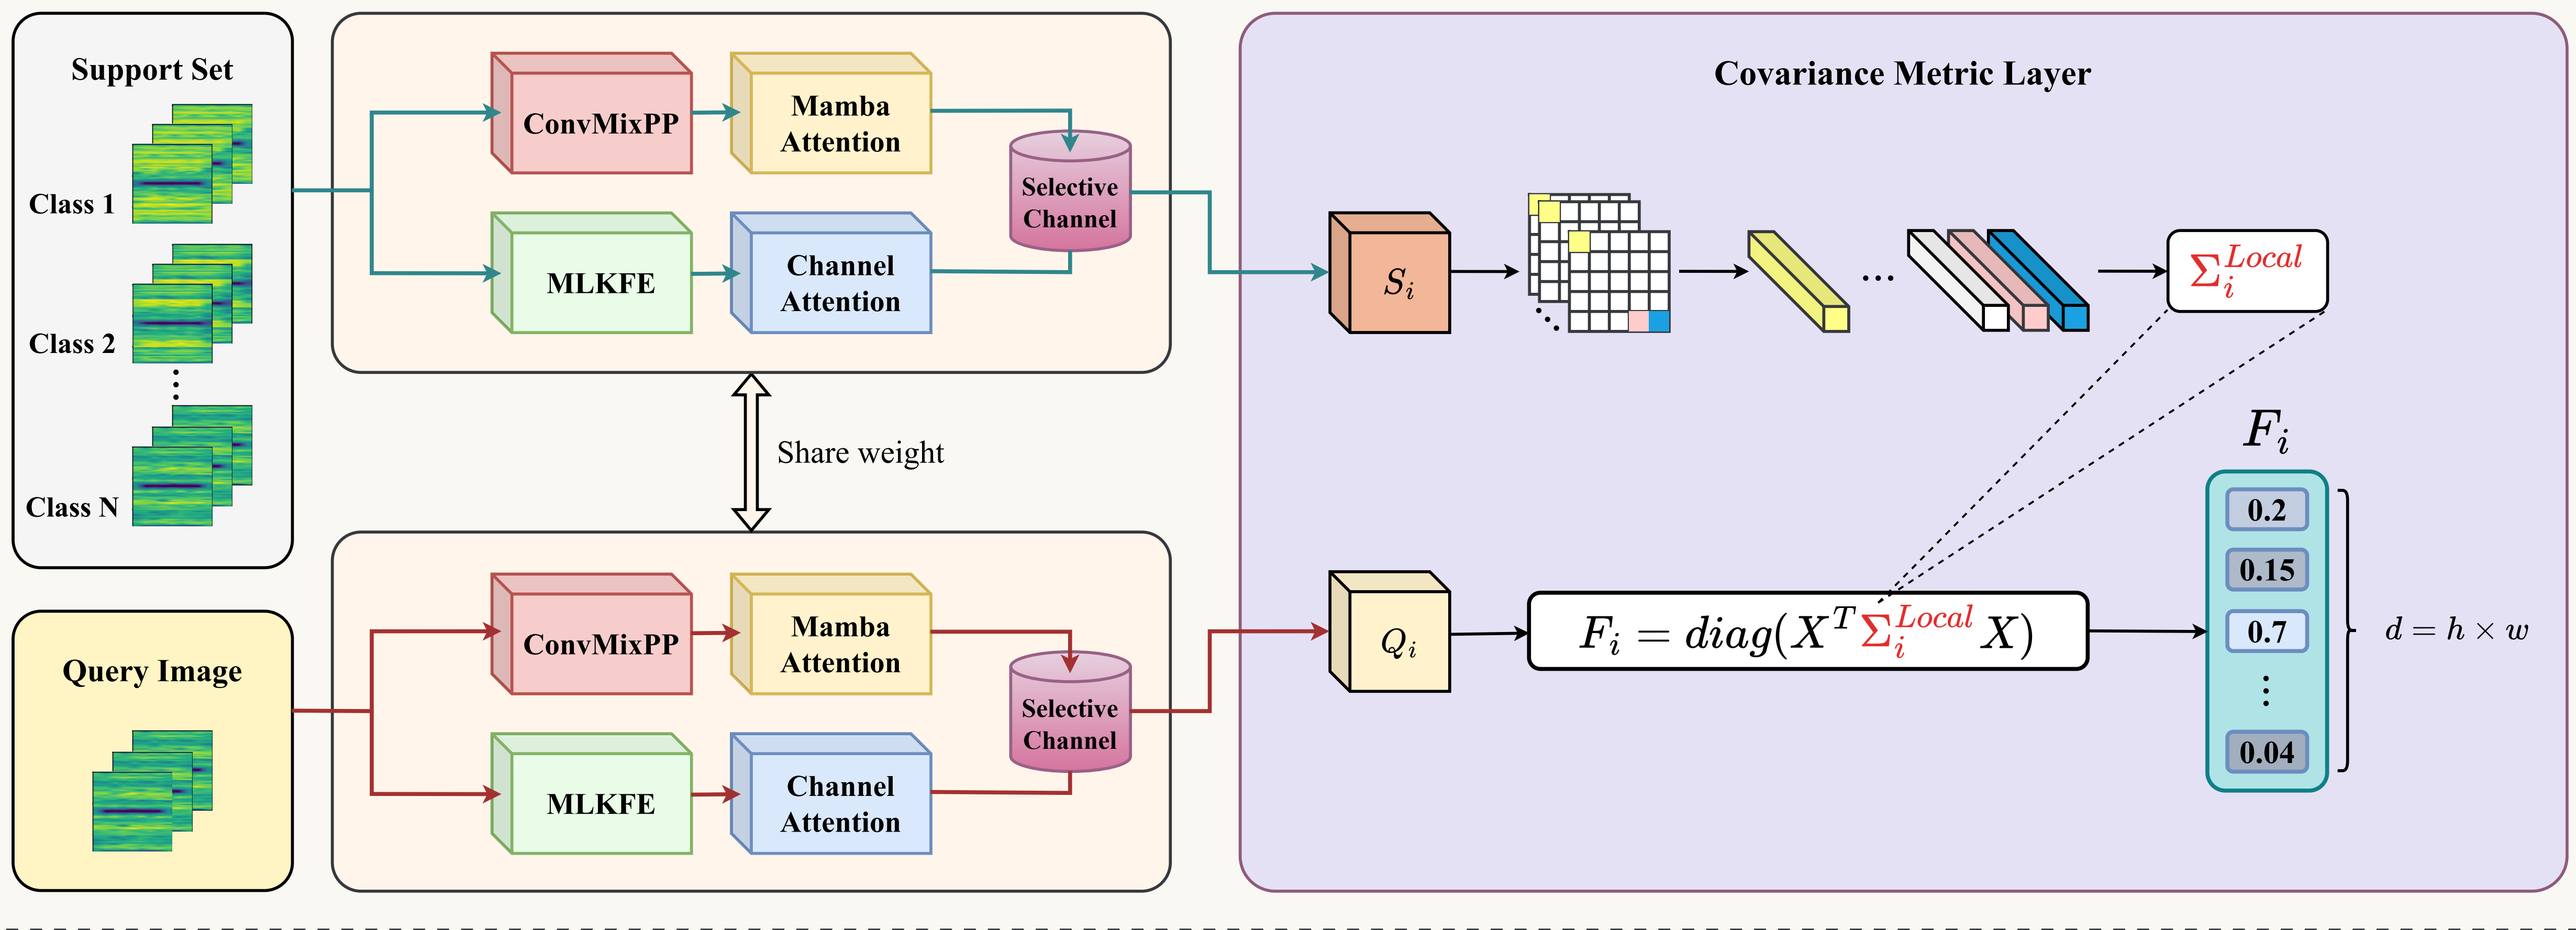 Support Set
Class 1
Class 2
Class N
Query Image
ConvMixPP
Mamba
Attention
MLKFE
Channel
Attention
Selective
Channel
Share weight
ConvMixPP
Mamba
Attention
MLKFE
Channel
Attention
Selective
Channel
Covariance Metric Layer
S_i
...
Σ_i^{Local}
Q_i
F_i = diag(X^T Σ_i^{Local} X)
F_i
0.2
0.15
0.7
0.04
d = h × w